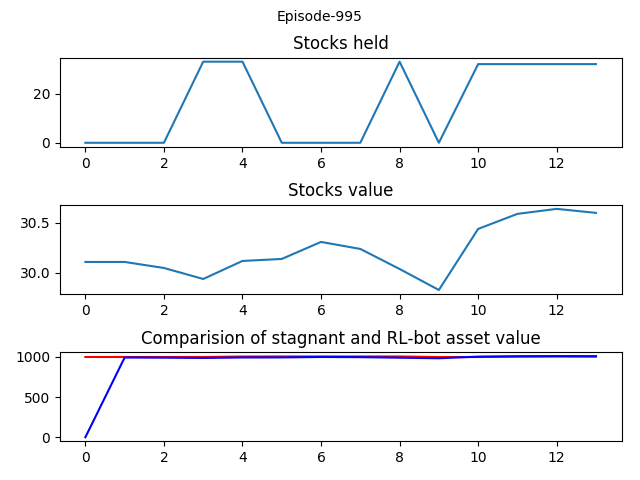 Episode-995
Stocks held
20
0
0 2 4 6 8 10 12
Stocks value
30.5
30.0
0 2 4 6 8 10 12
Comparision of stagnant and RL-bot asset value
1000
500
0
0 2 4 6 8 10 12